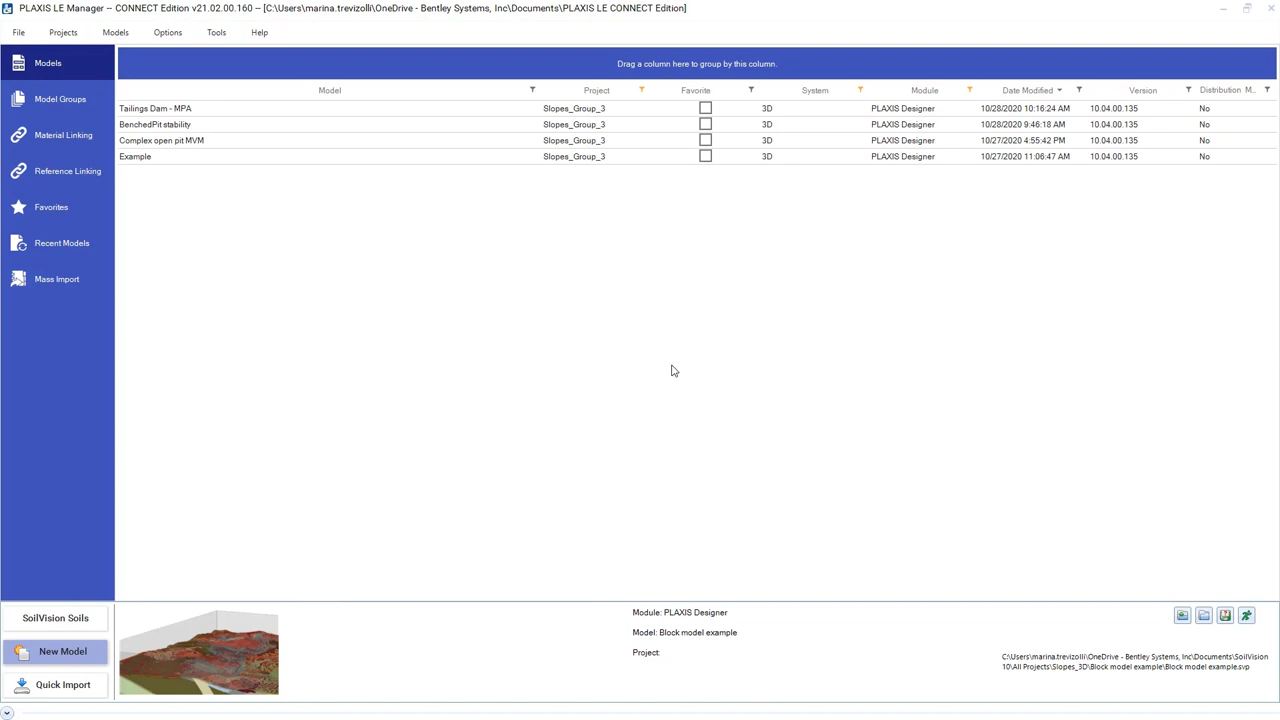 PLAXIS LE Manager -- CONNECT Edition v21.02.00.160 -- [C:\Users\marina.trevizolli\OneDrive - Bentley Systems, Inc\Documents\PLAXIS LE CONNECT Edition]
File Projects Models Options Tools Help
Models
Model Groups
Material Linking
Reference Linking
Favorites
Recent Models
Mass Import
Drag a column here to group by this column.
Model Project Favorite System Module Date Modified Version Distribution M...
Tailings Dam - MPA Slopes_Group_3 3D PLAXIS Designer 10/28/2020 10:16:24 AM 10.04.00.135 No
BenchedPit stability Slopes_Group_3 3D PLAXIS Designer 10/28/2020 9:46:18 AM 10.04.00.135 No
Complex open pit MVM Slopes_Group_3 3D PLAXIS Designer 10/27/2020 4:55:42 PM 10.04.00.135 No
Example Slopes_Group_3 3D PLAXIS Designer 10/27/2020 11:06:47 AM 10.04.00.135 No
SoilVision Soils
New Model
Quick Import
Module: PLAXIS Designer
Model: Block model example
Project:
C:\Users\marina.trevizolli\OneDrive - Bentley Systems, Inc\Documents\SoilVision
10\All Projects\Slopes_3D\Block model example\Block model example.svp